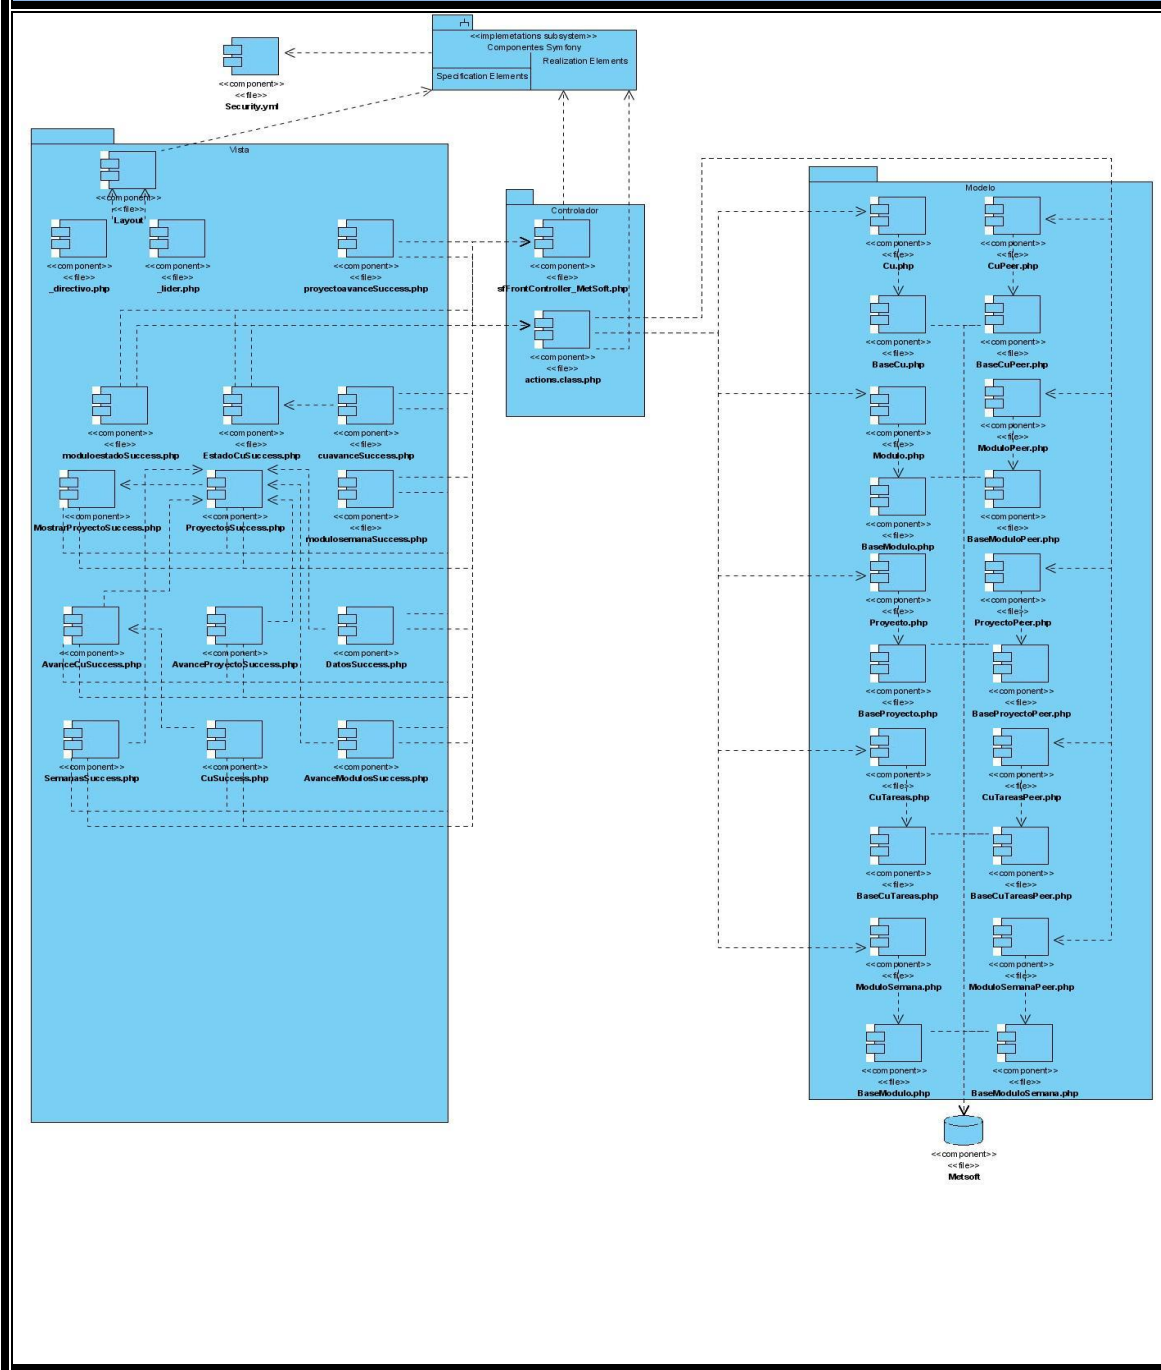 <<implemetations subsystem>>
Componentes Symfony
Specification Elements
Realization Elements
<<component>>
<<file>>
Security.yml
Vista
<<component>>
<<file>>
Layout
<<component>>
<<file>>
_directivo.php
<<component>>
<<file>>
_lider.php
<<component>>
<<file>>
proyectoavanceSuccess.php
<<component>>
<<file>>
moduloestadoSuccess.php
<<component>>
<<file>>
EstadoCuSuccess.php
<<component>>
<<file>>
cuavanceSuccess.php
<<component>>
<<file>>
MostrarProyectoSuccess.php
<<component>>
<<file>>
ProyectosSuccess.php
<<component>>
<<file>>
modulosemanaSuccess.php
<<component>>
<<file>>
AvanceCuSuccess.php
<<component>>
<<file>>
AvanceProyectoSuccess.php
<<component>>
<<file>>
DatosSuccess.php
<<component>>
<<file>>
SemanasSuccess.php
<<component>>
<<file>>
CuSuccess.php
<<component>>
<<file>>
AvanceModulosSuccess.php
Controlador
<<component>>
<<file>>
sfFrontController_MetSoft.php
<<component>>
<<file>>
actions.class.php
Modelo
<<component>>
<<file>>
Cu.php
<<component>>
<<file>>
CuPeer.php
<<component>>
<<file>>
BaseCu.php
<<component>>
<<file>>
BaseCuPeer.php
<<component>>
<<file>>
Modulo.php
<<component>>
<<file>>
ModuloPeer.php
<<component>>
<<file>>
BaseModulo.php
<<component>>
<<file>>
BaseModuloPeer.php
<<component>>
<<file>>
Proyecto.php
<<component>>
<<file>>
ProyectoPeer.php
<<component>>
<<file>>
BaseProyecto.php
<<component>>
<<file>>
BaseProyectoPeer.php
<<component>>
<<file>>
CuTareas.php
<<component>>
<<file>>
CuTareasPeer.php
<<component>>
<<file>>
BaseCuTareas.php
<<component>>
<<file>>
BaseCuTareasPeer.php
<<component>>
<<file>>
ModuloSemana.php
<<component>>
<<file>>
ModuloSemanaPeer.php
<<component>>
<<file>>
BaseModulo.php
<<component>>
<<file>>
BaseModuloSemana.php
<<component>>
<<file>>
Metsoft